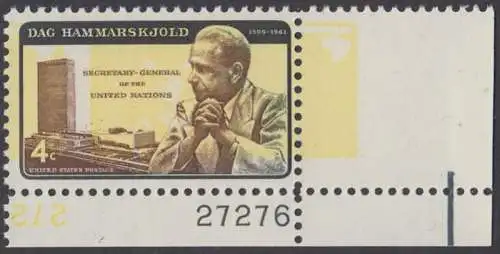 DAG HAMMARSKJOLD 1905-1961
SECRETARY-GENERAL
OF THE
UNITED NATIONS
4c
UNITED STATES POSTAGE
27276